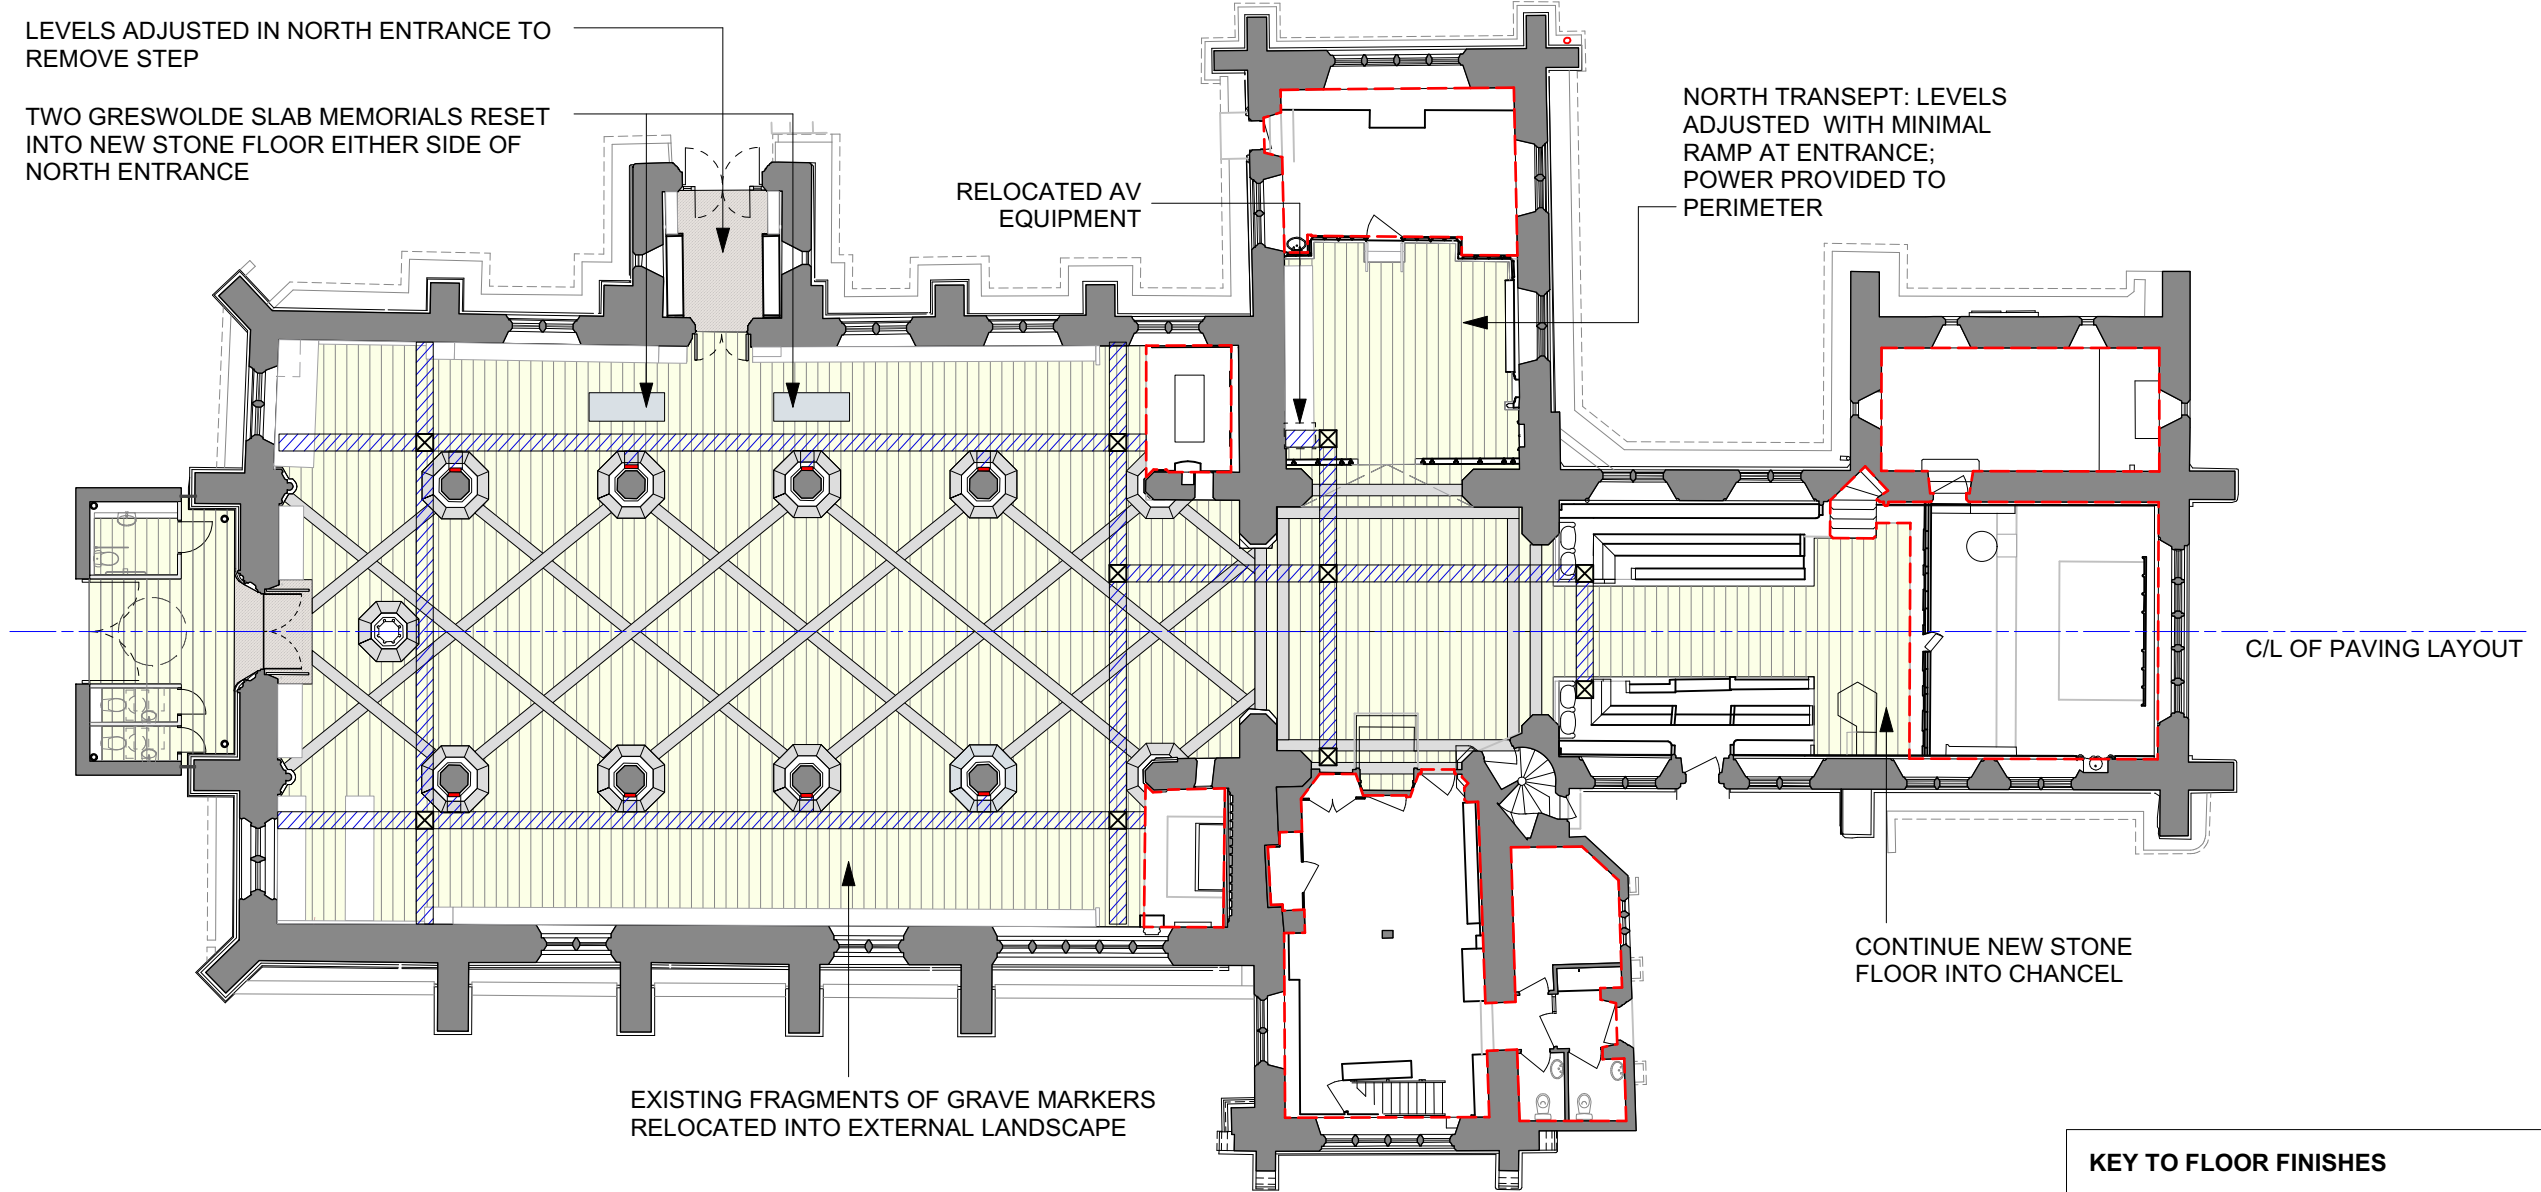 LEVELS ADJUSTED IN NORTH ENTRANCE TO
REMOVE STEP
TWO GRESWOLDE SLAB MEMORIALS RESET
INTO NEW STONE FLOOR EITHER SIDE OF
NORTH ENTRANCE
RELOCATED AV
EQUIPMENT
NORTH TRANSEPT: LEVELS
ADJUSTED WITH MINIMAL
RAMP AT ENTRANCE;
POWER PROVIDED TO
PERIMETER
C/L OF PAVING LAYOUT
CONTINUE NEW STONE
FLOOR INTO CHANCEL
EXISTING FRAGMENTS OF GRAVE MARKERS
RELOCATED INTO EXTERNAL LANDSCAPE
KEY TO FLOOR FINISHES